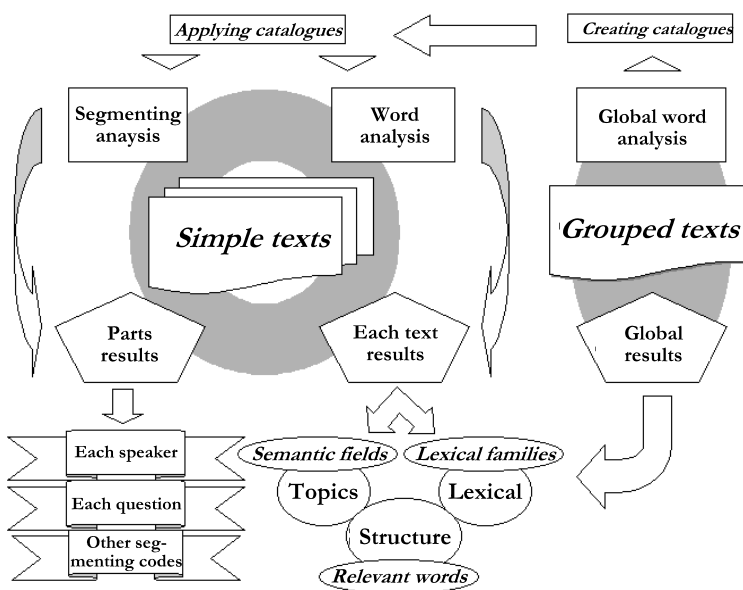 Applying catalogues
Creating catalogues
Segmenting
anaysis
Word
analysis
Global word
analysis
Simple texts
Grouped texts
Parts
results
Each text
results
Global
results
Each speaker
Each question
Other seg-
menting codes
Semantic fields
Lexical families
Topics
Lexical
Structure
Relevant words